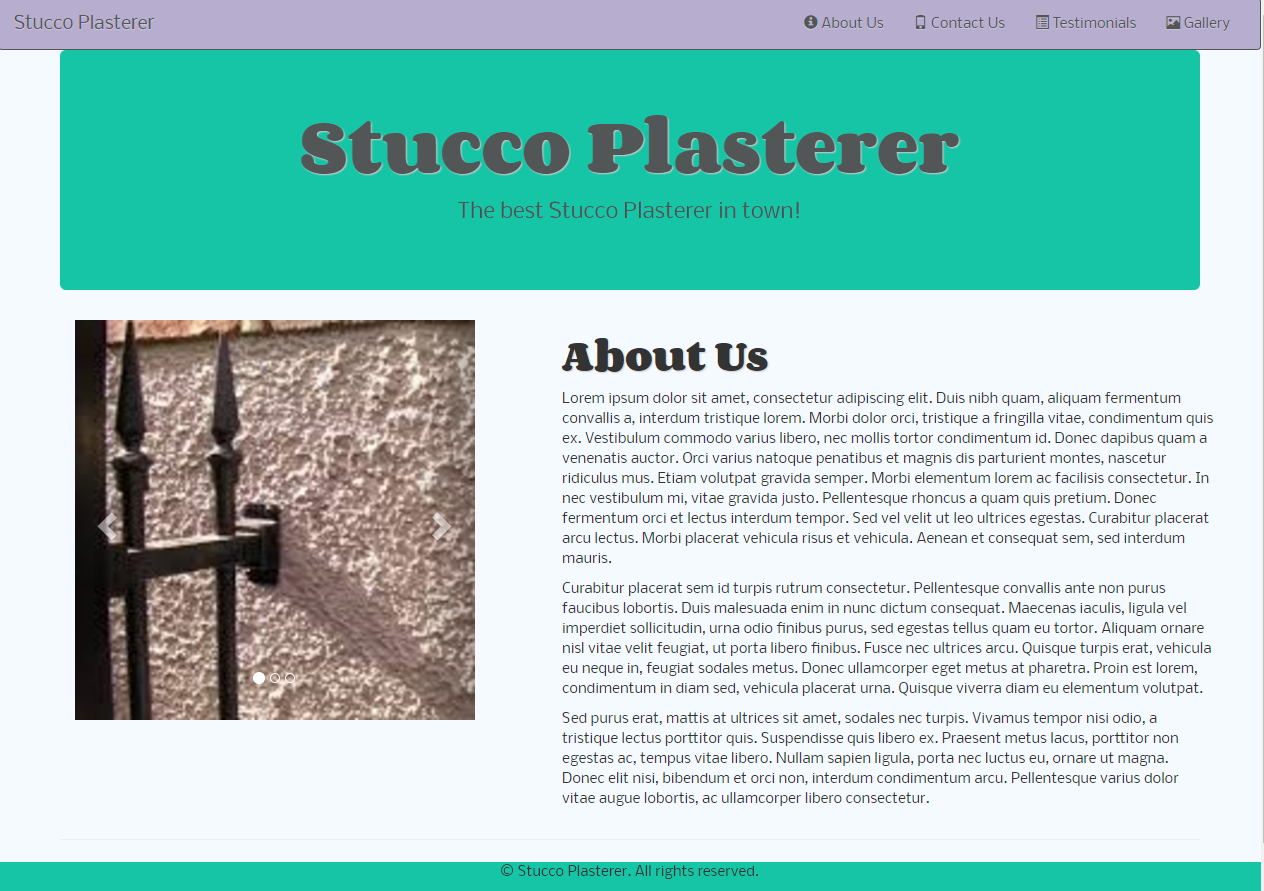 Stucco Plasterer
About Us
Contact Us
Testimonials
Gallery
Stucco Plasterer
The best Stucco Plasterer in town!
About Us
Lorem ipsum dolor sit amet, consectetur adipiscing elit. Duis nibh quam, aliquam fermentum
convallis a, interdum tristique lorem. Morbi dolor orci, tristique a fringilla vitae, condimentum quis
ex. Vestibulum commodo varius libero, nec mollis tortor condimentum id. Donec dapibus quam a
venenatis auctor. Orci varius natoque penatibus et magnis dis parturient montes, nascetur
ridiculus mus. Etiam volutpat gravida semper. Morbi elementum lorem ac facilisis consectetur. In
nec vestibulum mi, vitae gravida justo. Pellentesque rhoncus a quam quis pretium. Donec
fermentum orci et lectus interdum tempor. Sed vel velit ut leo ultrices egestas. Curabitur placerat
arcu lectus. Morbi placerat vehicula risus et vehicula. Aenean et consequat sem, sed interdum
mauris.
Curabitur placerat sem id turpis rutrum consectetur. Pellentesque convallis ante non purus
faucibus lobortis. Duis malesuada enim in nunc dictum consequat. Maecenas iaculis, ligula vel
imperdiet sollicitudin, urna odio finibus purus, sed egestas tellus quam eu tortor. Aliquam ornare
nisl vitae velit feugiat, ut porta libero finibus. Fusce nec ultrices arcu. Quisque turpis erat, vehicula
eu neque in, feugiat sodales metus. Donec ullamcorper eget metus at pharetra. Proin est lorem,
condimentum in diam sed, vehicula placerat urna. Quisque viverra diam eu elementum volutpat.
Sed purus erat, mattis at ultrices sit amet, sodales nec turpis. Vivamus tempor nisi odio, a
tristique lectus porttitor quis. Suspendisse quis libero ex. Praesent metus lacus, porttitor non
egestas ac, tempus vitae libero. Nullam sapien ligula, porta nec luctus eu, ornare ut magna.
Donec elit nisi, bibendum et orci non, interdum condimentum arcu. Pellentesque varius dolor
vitae augue lobortis, ac ullamcorper libero consectetur.
© Stucco Plasterer. All rights reserved.